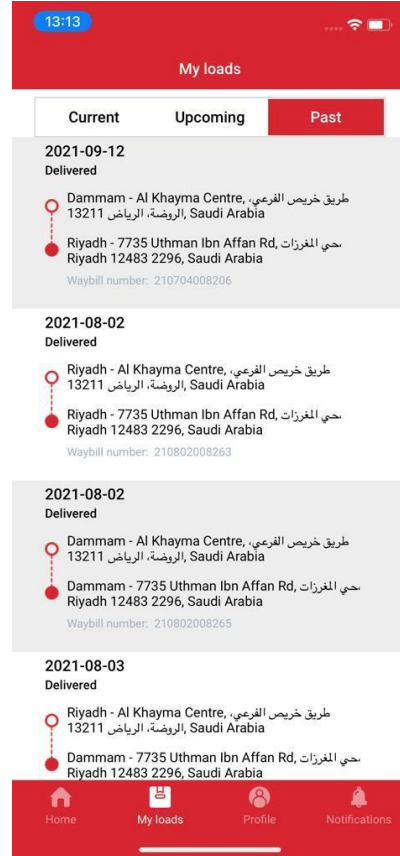 13:13
My loads
Current Upcoming Past
2021-09-12
Delivered
Dammam - Al Khayma Centre, طريق خريص الفرعي،
الروضة، الرياض 13211, Saudi Arabia
Riyadh - 7735 Uthman Ibn Affan Rd, حي المغرزات،
Riyadh 12483 2296, Saudi Arabia
Waybill number: 210704008206
2021-08-02
Delivered
Riyadh - Al Khayma Centre, طريق خريص الفرعي،
الروضة، الرياض 13211, Saudi Arabia
Riyadh - 7735 Uthman Ibn Affan Rd, حي المغرزات،
Riyadh 12483 2296, Saudi Arabia
Waybill number: 210802008263
2021-08-02
Delivered
Dammam - Al Khayma Centre, طريق خريص الفرعي،
الروضة، الرياض 13211, Saudi Arabia
Dammam - 7735 Uthman Ibn Affan Rd, حي المغرزات،
Riyadh 12483 2296, Saudi Arabia
Waybill number: 210802008265
2021-08-03
Delivered
Riyadh - Al Khayma Centre, طريق خريص الفرعي،
الروضة، الرياض 13211, Saudi Arabia
Dammam - 7735 Uthman Ibn Affan Rd, حي المغرزات،
Riyadh 12483 2296, Saudi Arabia
Home My loads Profile Notifications